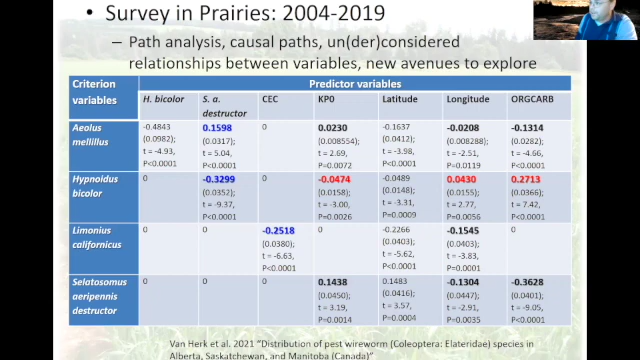 • Survey in Prairies: 2004-2019
– Path analysis, causal paths, un(der)considered
relationships between variables, new avenues to explore
Criterion variables | Predictor variables
H. bicolor | S. a. destructor | CEC | KP0 | Latitude | Longitude | ORGCARB
Aeolus mellillus | -0.4843 (0.0982); t = -4.93, P<0.0001 | 0.1598 (0.0317); t = 5.04, P<0.0001 | 0 | 0.0230 (0.008554); t = 2.69, P=0.0072 | -0.1637 (0.0412); t = -3.98, P<0.0001 | -0.0208 (0.008288); t = -2.51, P=0.0119 | -0.1314 (0.0282); t = -4.66, P<0.0001
Hypnoidus bicolor | 0 | -0.3299 (0.0352); t = -9.37, P<0.0001 | 0 | -0.0474 (0.0158); t = -3.00, P=0.0026 | -0.0489 (0.0148); t = -3.31, P=0.0009 | 0.0430 (0.0155); t = 2.77, P=0.0056 | 0.2713 (0.0366); t = 7.42, P<0.0001
Limonius californicus | 0 | 0 | -0.2518 (0.0380); t = -6.63, P<0.0001 | 0 | -0.2266 (0.0403); t = -5.62, P<0.0001 | -0.1545 (0.0403); t = -3.83, P=0.0001 | 0
Selatosomus aeripennis destructor | 0 | 0 | 0 | 0.1438 (0.0450); t = 3.19, P=0.0014 | 0.1483 (0.0416); t = 3.57, P=0.0004 | -0.1304 (0.0447); t = -2.91, P=0.0035 | -0.3628 (0.0401); t = -9.05, P<0.0001
Van Herk et al. 2021 "Distribution of pest wireworm (Coleoptera: Elateridae) species in
Alberta, Saskatchewan, and Manitoba (Canada)"